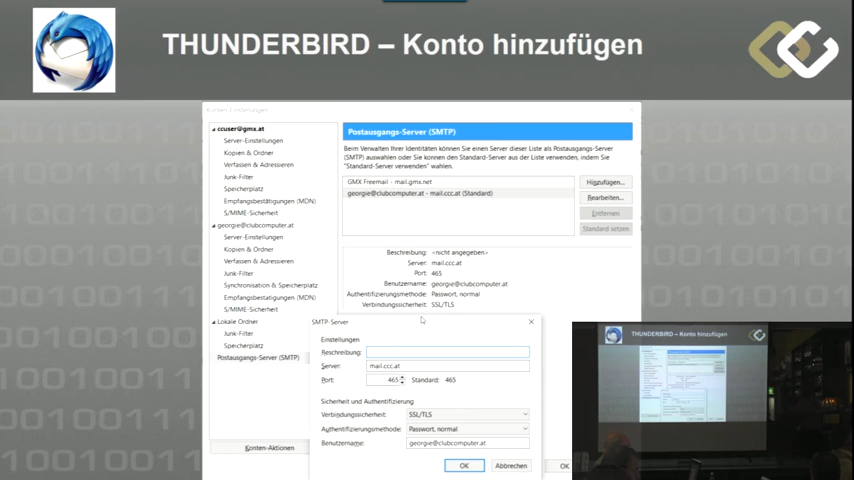 THUNDERBIRD – Konto hinzufügen
Konten-Einstellungen
ccuser@gmx.at
Server-Einstellungen
Kopien & Ordner
Verfassen & Adressieren
Junk-Filter
Speicherplatz
Empfangsbestätigungen (MDN)
S/MIME-Sicherheit
georgie@clubcomputer.at
Server-Einstellungen
Kopien & Ordner
Verfassen & Adressieren
Junk-Filter
Synchronisation & Speicherplatz
Empfangsbestätigungen (MDN)
S/MIME-Sicherheit
Lokale Ordner
Junk-Filter
Speicherplatz
Postausgangs-Server (SMTP)
Konten-Aktionen
Postausgangs-Server (SMTP)
Beim Verwalten Ihrer Identitäten können Sie einen Server dieser Liste als Postausgangs-Server
(SMTP) auswählen oder Sie können den Standard-Server aus der Liste verwenden, indem Sie
"Standard-Server verwenden" wählen.
GMX Freemail - mail.gmx.net
georgie@clubcomputer.at - mail.ccc.at (Standard)
Hinzufügen...
Bearbeiten...
Entfernen
Standard setzen
Beschreibung: <nicht angegeben>
Server: mail.ccc.at
Port: 465
Benutzername: georgie@clubcomputer.at
Authentifizierungsmethode: Passwort, normal
Verbindungssicherheit: SSL/TLS
SMTP-Server
Einstellungen
Beschreibung:
Server: mail.ccc.at
Port: 465 Standard: 465
Sicherheit und Authentifizierung
Verbindungssicherheit: SSL/TLS
Authentifizierungsmethode: Passwort, normal
Benutzername: georgie@clubcomputer.at
OK Abbrechen
OK
THUNDERBIRD – Konto hinzufügen